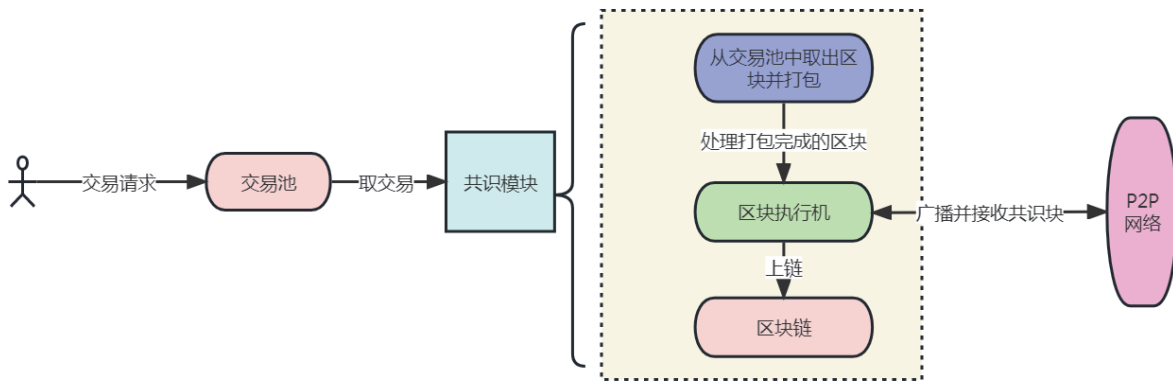 从交易池中取出区
块并打包
处理打包完成的区块
交易请求
交易池
取交易
共识模块
区块执行机
广播并接收共识块
P2P
网络
上链
区块链